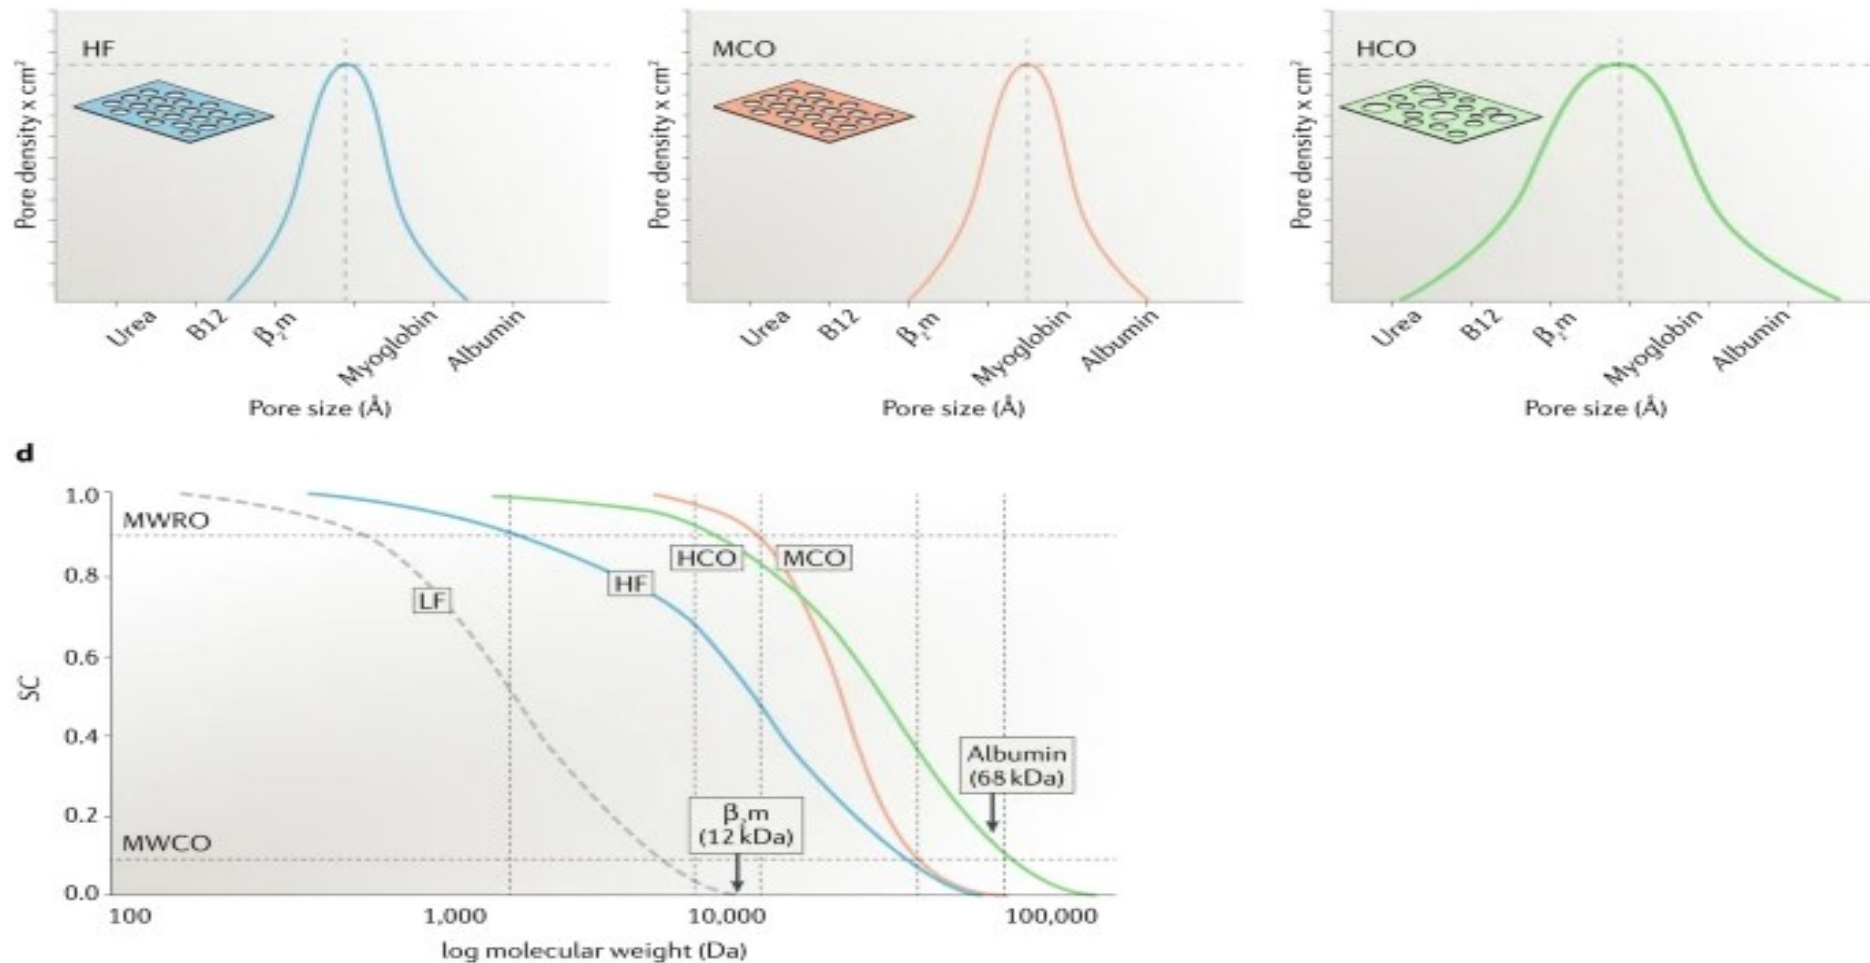 HF
Pore density x cm²
Urea
B12
β₂m
Myoglobin
Albumin
Pore size (Å)
MCO
Pore density x cm²
Urea
B12
β₂m
Myoglobin
Albumin
Pore size (Å)
HCO
Pore density x cm²
Urea
B12
β₂m
Myoglobin
Albumin
Pore size (Å)
d
SC
1.0
0.8
0.6
0.4
0.2
0.0
MWRO
MWCO
LF
HF
HCO
MCO
β₂m
(12 kDa)
Albumin
(68 kDa)
100
1,000
10,000
100,000
log molecular weight (Da)